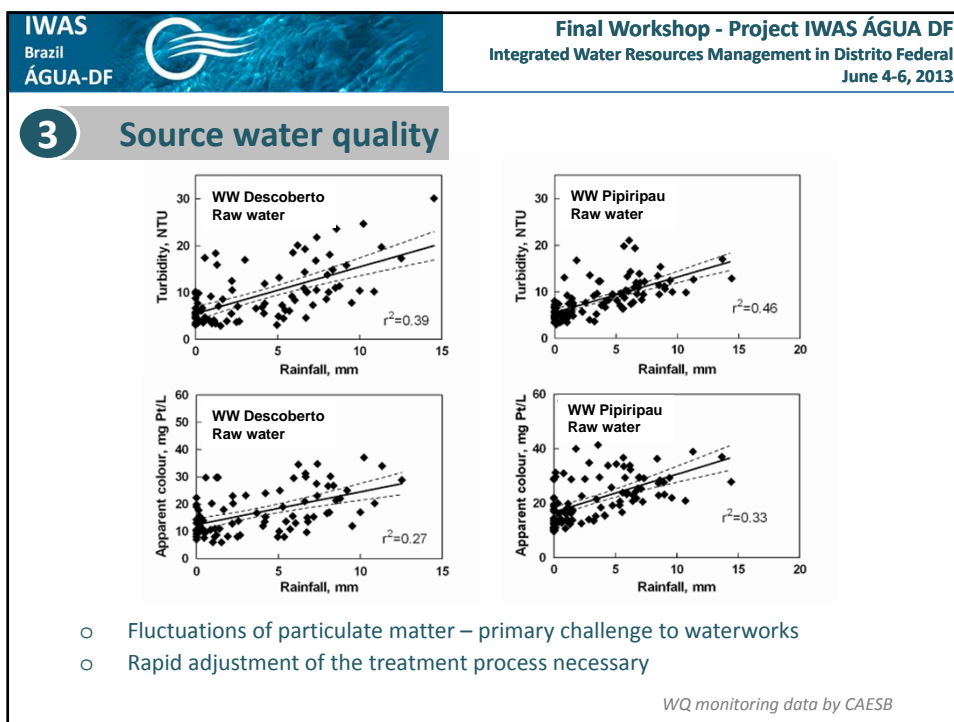 IWAS
Brazil
ÁGUA-DF
Final Workshop - Project IWAS ÁGUA DF
Integrated Water Resources Management in Distrito Federal
June 4-6, 2013
3 Source water quality
WW Descoberto
Raw water
Turbidity, NTU
30
20
10
0
r²=0.39
0 5 10 15
Rainfall, mm
WW Pipiripau
Raw water
Turbidity, NTU
30
20
10
0
r²=0.46
0 5 10 15 20
Rainfall, mm
WW Descoberto
Raw water
Apparent colour, mg Pt/L
60
50
40
30
20
10
0
r²=0.27
0 5 10 15
Rainfall, mm
WW Pipiripau
Raw water
Apparent colour, mg Pt/L
60
40
20
0
r²=0.33
0 5 10 15 20
Rainfall, mm
o Fluctuations of particulate matter – primary challenge to waterworks
o Rapid adjustment of the treatment process necessary
WQ monitoring data by CAESB